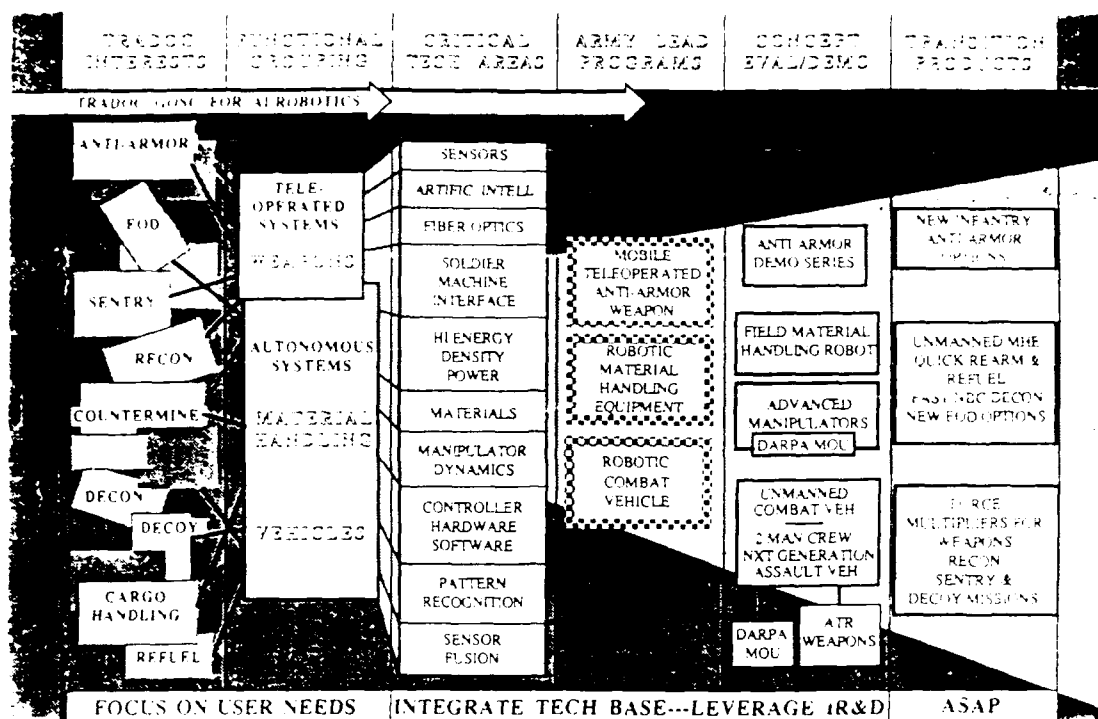 TRADOC
INTERESTS
FUNCTIONAL
GROUPING
CRITICAL
TECH AREAS
ARMY LEAD
PROGRAMS
CONCEPT
EVAL/DEMO
TRANSITION
PRODUCTS
TRADOC GOSC FOR AI ROBOTICS
ANTI-ARMOR
EOD
SENTRY
RECON
COUNTERMINE
DECON
DECOY
CARGO
HANDLING
REFUEL
TELE-
OPERATED
SYSTEMS
WEAPONS
AUTONOMOUS
SYSTEMS
MATERIAL
HANDLING
VEHICLES
SENSORS
ARTIFIC INTELL
FIBER OPTICS
SOLDIER
MACHINE
INTERFACE
HI ENERGY
DENSITY
POWER
MATERIALS
MANIPULATOR
DYNAMICS
CONTROLLER
HARDWARE
SOFTWARE
PATTERN
RECOGNITION
SENSOR
FUSION
MOBILE
TELEOPERATED
ANTI-ARMOR
WEAPON
ROBOTIC
MATERIAL
HANDLING
EQUIPMENT
ROBOTIC
COMBAT
VEHICLE
ANTI ARMOR
DEMO SERIES
FIELD MATERIAL
HANDLING ROBOT
ADVANCED
MANIPULATORS
DARPA MOU
UNMANNED
COMBAT VEH
2 MAN CREW
NXT GENERATION
ASSAULT VEH
DARPA
MOU
ATR
WEAPONS
NEW INFANTRY
ANTI-ARMOR
OPTIONS
UNMANNED MHE
QUICK REARM &
REFUEL
FAST NBC DECON
NEW EOD OPTIONS
FORCE
MULTIPLIERS FOR
WEAPONS
RECON
SENTRY &
DECOY MISSIONS
FOCUS ON USER NEEDS
INTEGRATE TECH BASE---LEVERAGE IR&D
ASAP